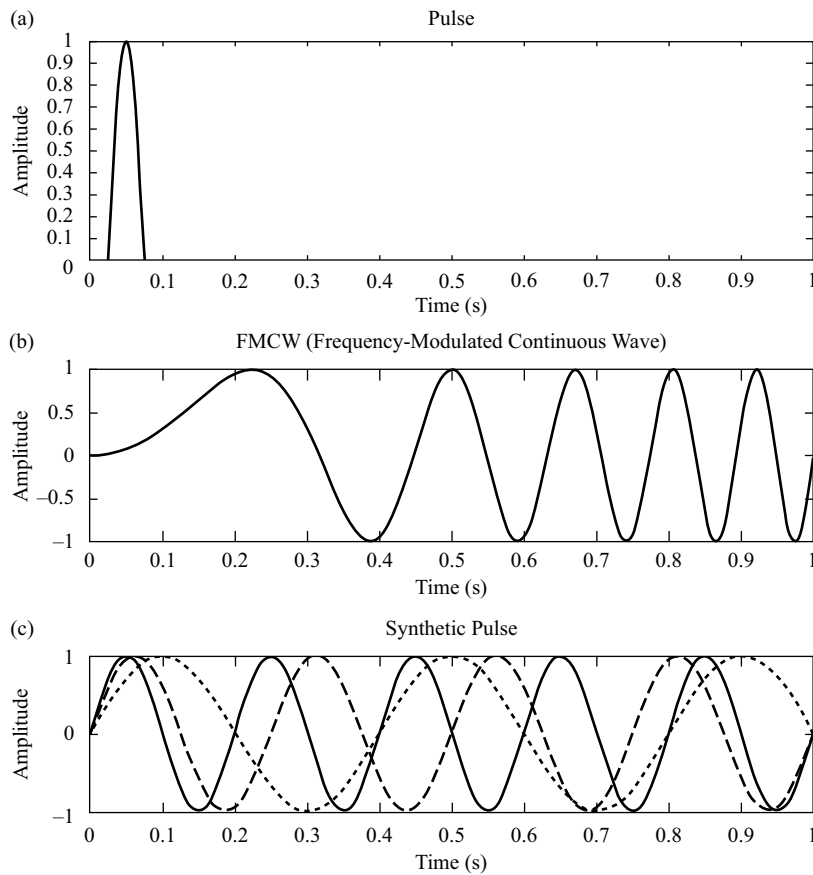 (a)
Pulse
Amplitude
1
0.9
0.8
0.7
0.6
0.5
0.4
0.3
0.2
0.1
0
0 0.1 0.2 0.3 0.4 0.5 0.6 0.7 0.8 0.9 1
Time (s)
(b)
FMCW (Frequency-Modulated Continuous Wave)
Amplitude
1
0.5
0
–0.5
–1
0 0.1 0.2 0.3 0.4 0.5 0.6 0.7 0.8 0.9 1
Time (s)
(c)
Synthetic Pulse
Amplitude
1
0
–1
0 0.1 0.2 0.3 0.4 0.5 0.6 0.7 0.8 0.9 1
Time (s)